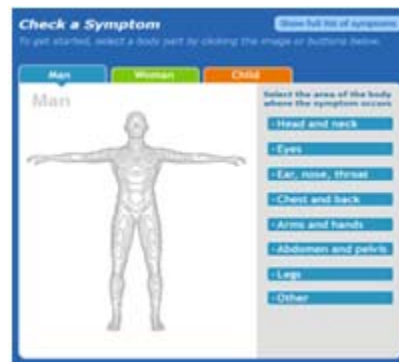 Check a Symptom
Show full list of symptoms
To get started, select a body part by clicking the image or buttons below.
Man
Woman
Child
Man
Select the area of the body
where the symptom occurs
Head and neck
Eyes
Ear, nose, throat
Chest and back
Arms and hands
Abdomen and pelvis
Legs
Other